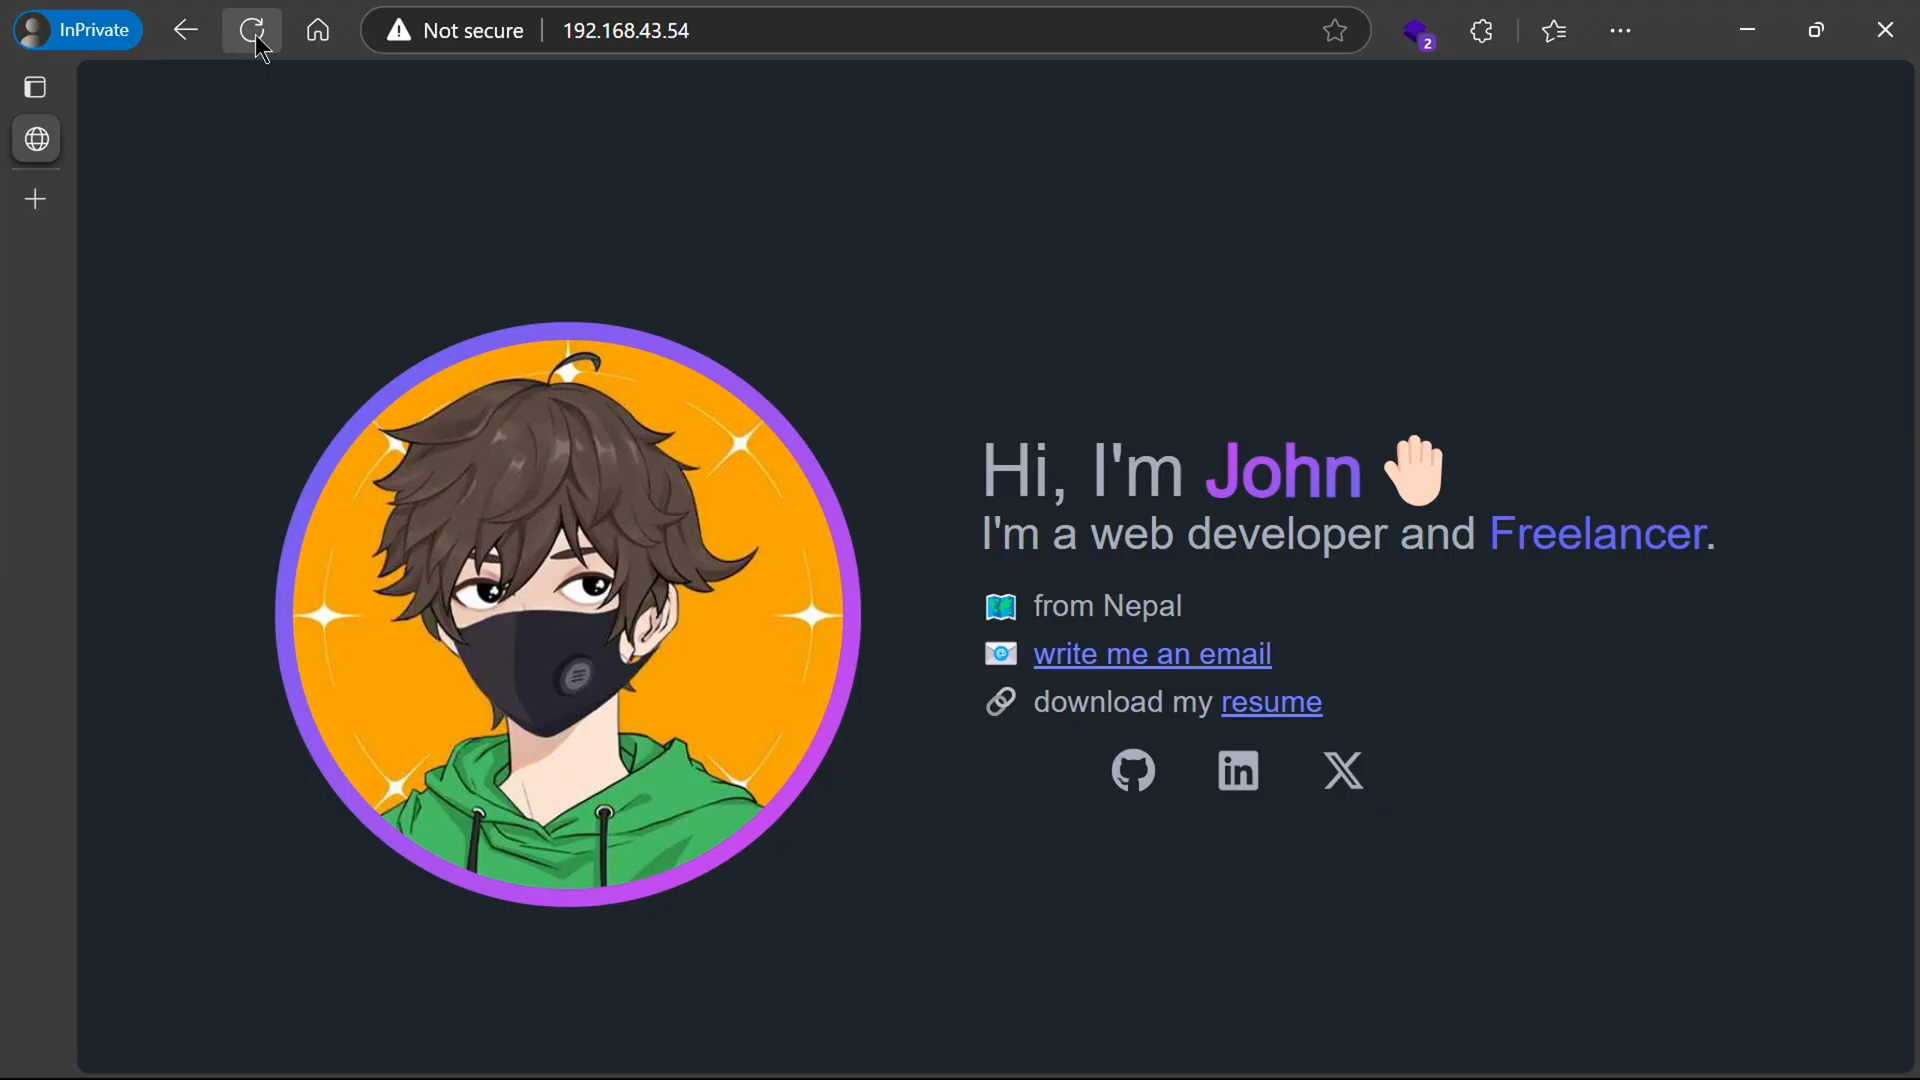 InPrivate
Not secure
192.168.43.54
2
Hi, I'm John
I'm a web developer and Freelancer.
from Nepal
write me an email
download my resume